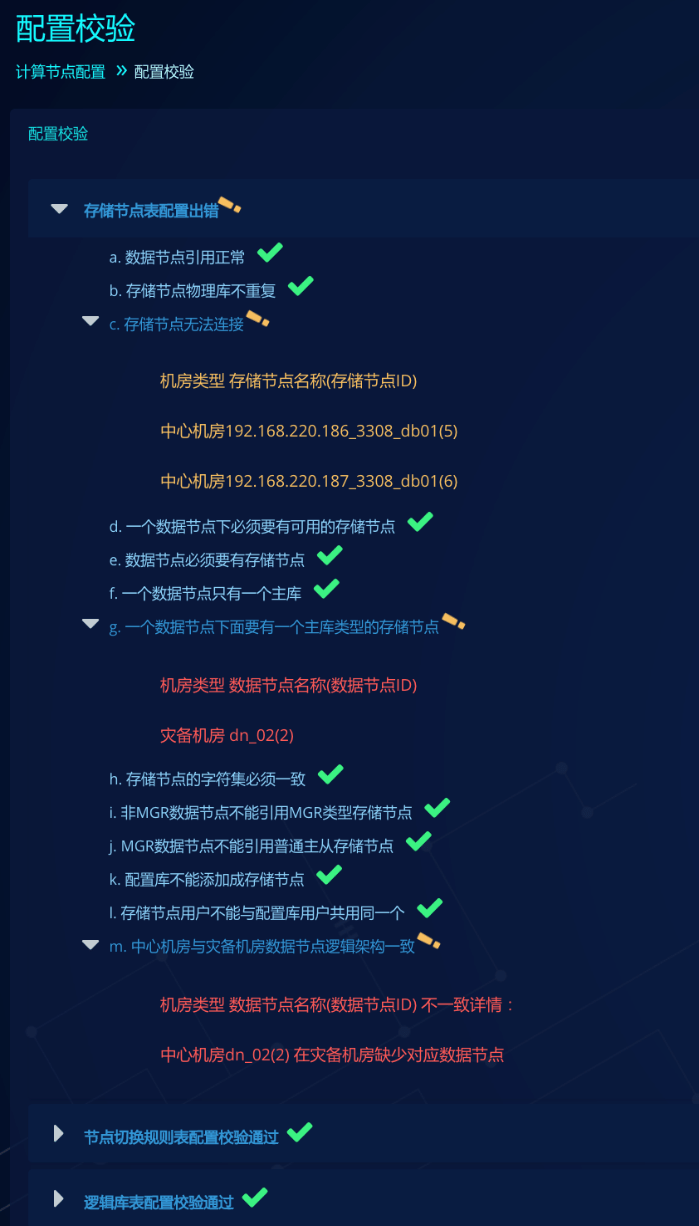 配置校验
计算节点配置 » 配置校验
配置校验
存储节点表配置出错
a. 数据节点引用正常
b. 存储节点物理库不重复
c. 存储节点无法连接
机房类型 存储节点名称(存储节点ID)
中心机房192.168.220.186_3308_db01(5)
中心机房192.168.220.187_3308_db01(6)
d. 一个数据节点下必须要有可用的存储节点
e. 数据节点必须要有存储节点
f. 一个数据节点只有一个主库
g. 一个数据节点下面要有一个主库类型的存储节点
机房类型 数据节点名称(数据节点ID)
灾备机房 dn_02(2)
h. 存储节点的字符集必须一致
i. 非MGR数据节点不能引用MGR类型存储节点
j. MGR数据节点不能引用普通主从存储节点
k. 配置库不能添加成存储节点
l. 存储节点用户不能与配置库用户共用同一个
m. 中心机房与灾备机房数据节点逻辑架构一致
机房类型 数据节点名称(数据节点ID) 不一致详情：
中心机房dn_02(2) 在灾备机房缺少对应数据节点
节点切换规则表配置校验通过
逻辑库表配置校验通过